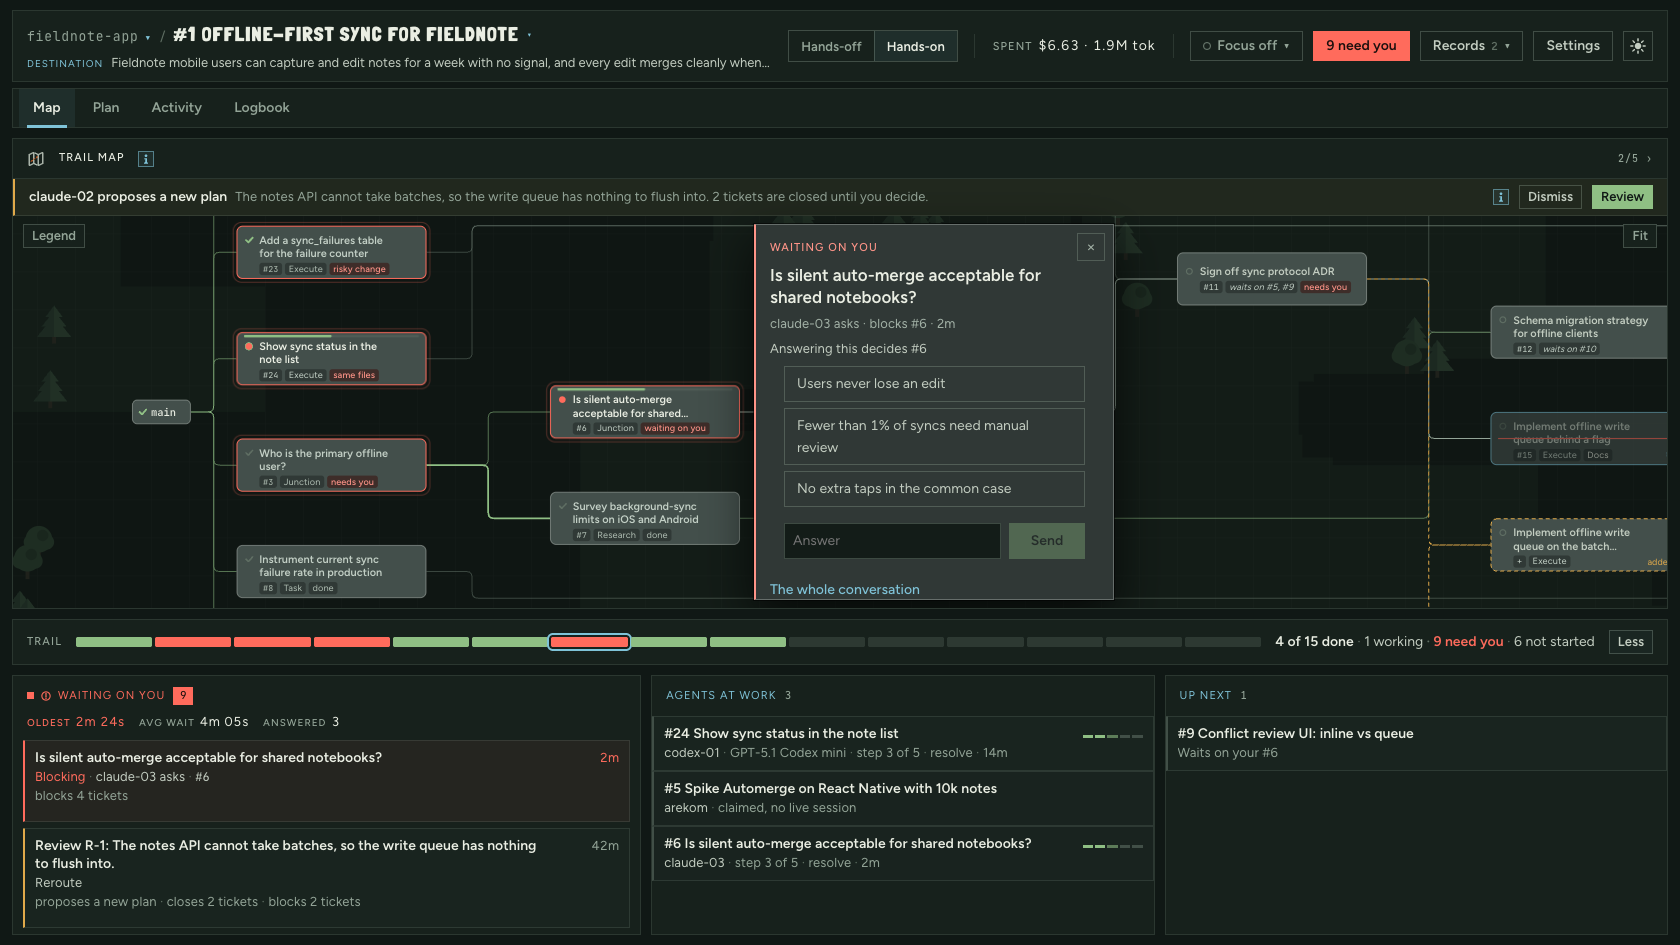 fieldnote-app ▾ / #1 OFFLINE-FIRST SYNC FOR FIELDNOTE
DESTINATION Fieldnote mobile users can capture and edit notes for a week with no signal, and every edit merges cleanly when...
Hands-off Hands-on
SPENT $6.63 · 1.9M tok
Focus off ▾
9 need you
Records 2 ▾
Settings
Map Plan Activity Logbook
TRAIL MAP i
2/5 ›
claude-02 proposes a new plan The notes API cannot take batches, so the write queue has nothing to flush into. 2 tickets are closed until you decide.
i Dismiss Review
Legend
Fit
main
Add a sync_failures table
for the failure counter
#23 Execute risky change
Show sync status in the
note list
#24 Execute same files
Who is the primary offline
user?
#3 Junction needs you
Instrument current sync
failure rate in production
#8 Task done
Is silent auto-merge
acceptable for shared...
#6 Junction waiting on you
Survey background-sync
limits on iOS and Android
#7 Research done
WAITING ON YOU
×
Is silent auto-merge acceptable for
shared notebooks?
claude-03 asks · blocks #6 · 2m
Answering this decides #6
Users never lose an edit
Fewer than 1% of syncs need manual
review
No extra taps in the common case
Answer
Send
The whole conversation
Sign off sync protocol ADR
#11 waits on #5, #9 needs you
Schema migration strategy
for offline clients
#12 waits on #10
Implement offline write
queue behind a flag
#15 Execute Docs
Implement offline write
queue on the batch...
+ Execute adde
TRAIL
4 of 15 done · 1 working · 9 need you · 6 not started
Less
WAITING ON YOU 9
OLDEST 2m 24s AVG WAIT 4m 05s ANSWERED 3
Is silent auto-merge acceptable for shared notebooks? 2m
Blocking · claude-03 asks · #6
blocks 4 tickets
Review R-1: The notes API cannot take batches, so the write queue has nothing 42m
to flush into.
Reroute
proposes a new plan · closes 2 tickets · blocks 2 tickets
AGENTS AT WORK 3
#24 Show sync status in the note list
codex-01 · GPT-5.1 Codex mini · step 3 of 5 · resolve · 14m
#5 Spike Automerge on React Native with 10k notes
arekom · claimed, no live session
#6 Is silent auto-merge acceptable for shared notebooks?
claude-03 · step 3 of 5 · resolve · 2m
UP NEXT 1
#9 Conflict review UI: inline vs queue
Waits on your #6